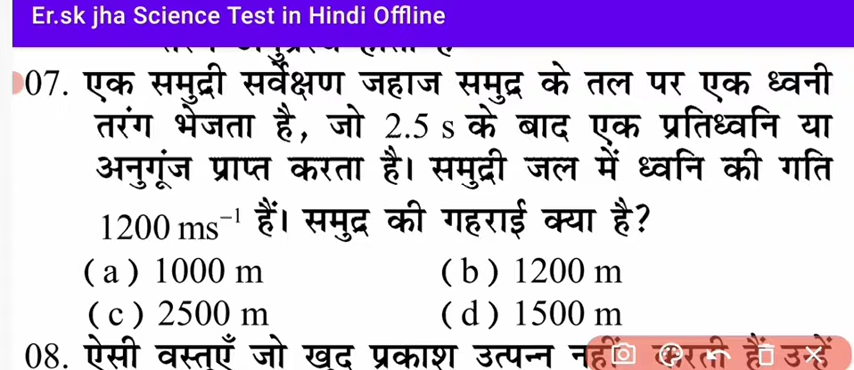 Er.sk jha Science Test in Hindi Offline
07. एक समुद्री सर्वेक्षण जहाज समुद्र के तल पर एक ध्वनी
तरंग भेजता है, जो 2.5 s के बाद एक प्रतिध्वनि या
अनुगूंज प्राप्त करता है। समुद्री जल में ध्वनि की गति
1200 ms⁻¹ हैं। समुद्र की गहराई क्या है?
(a) 1000 m (b) 1200 m
(c) 2500 m (d) 1500 m
08. ऐसी वस्तुएँ जो खुद प्रकाश उत्पन्न नहीं करती हैं उन्हें